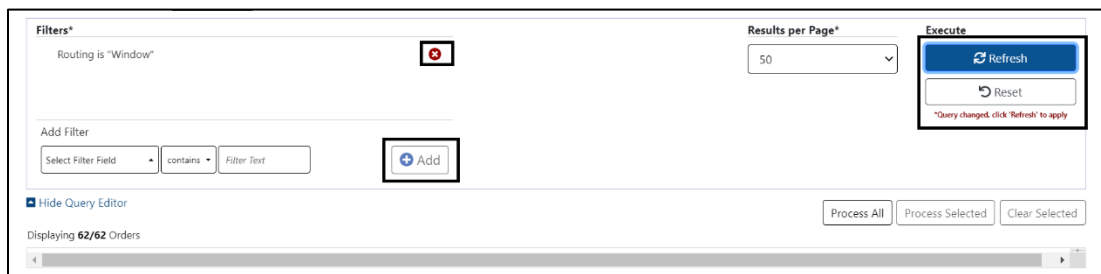 Filters*
Results per Page*
Execute
Routing is "Window"
50
Refresh
Reset
*Query changed, click 'Refresh' to apply
Add Filter
Select Filter Field
contains
Filter Text
Add
Hide Query Editor
Process All
Process Selected
Clear Selected
Displaying 62/62 Orders